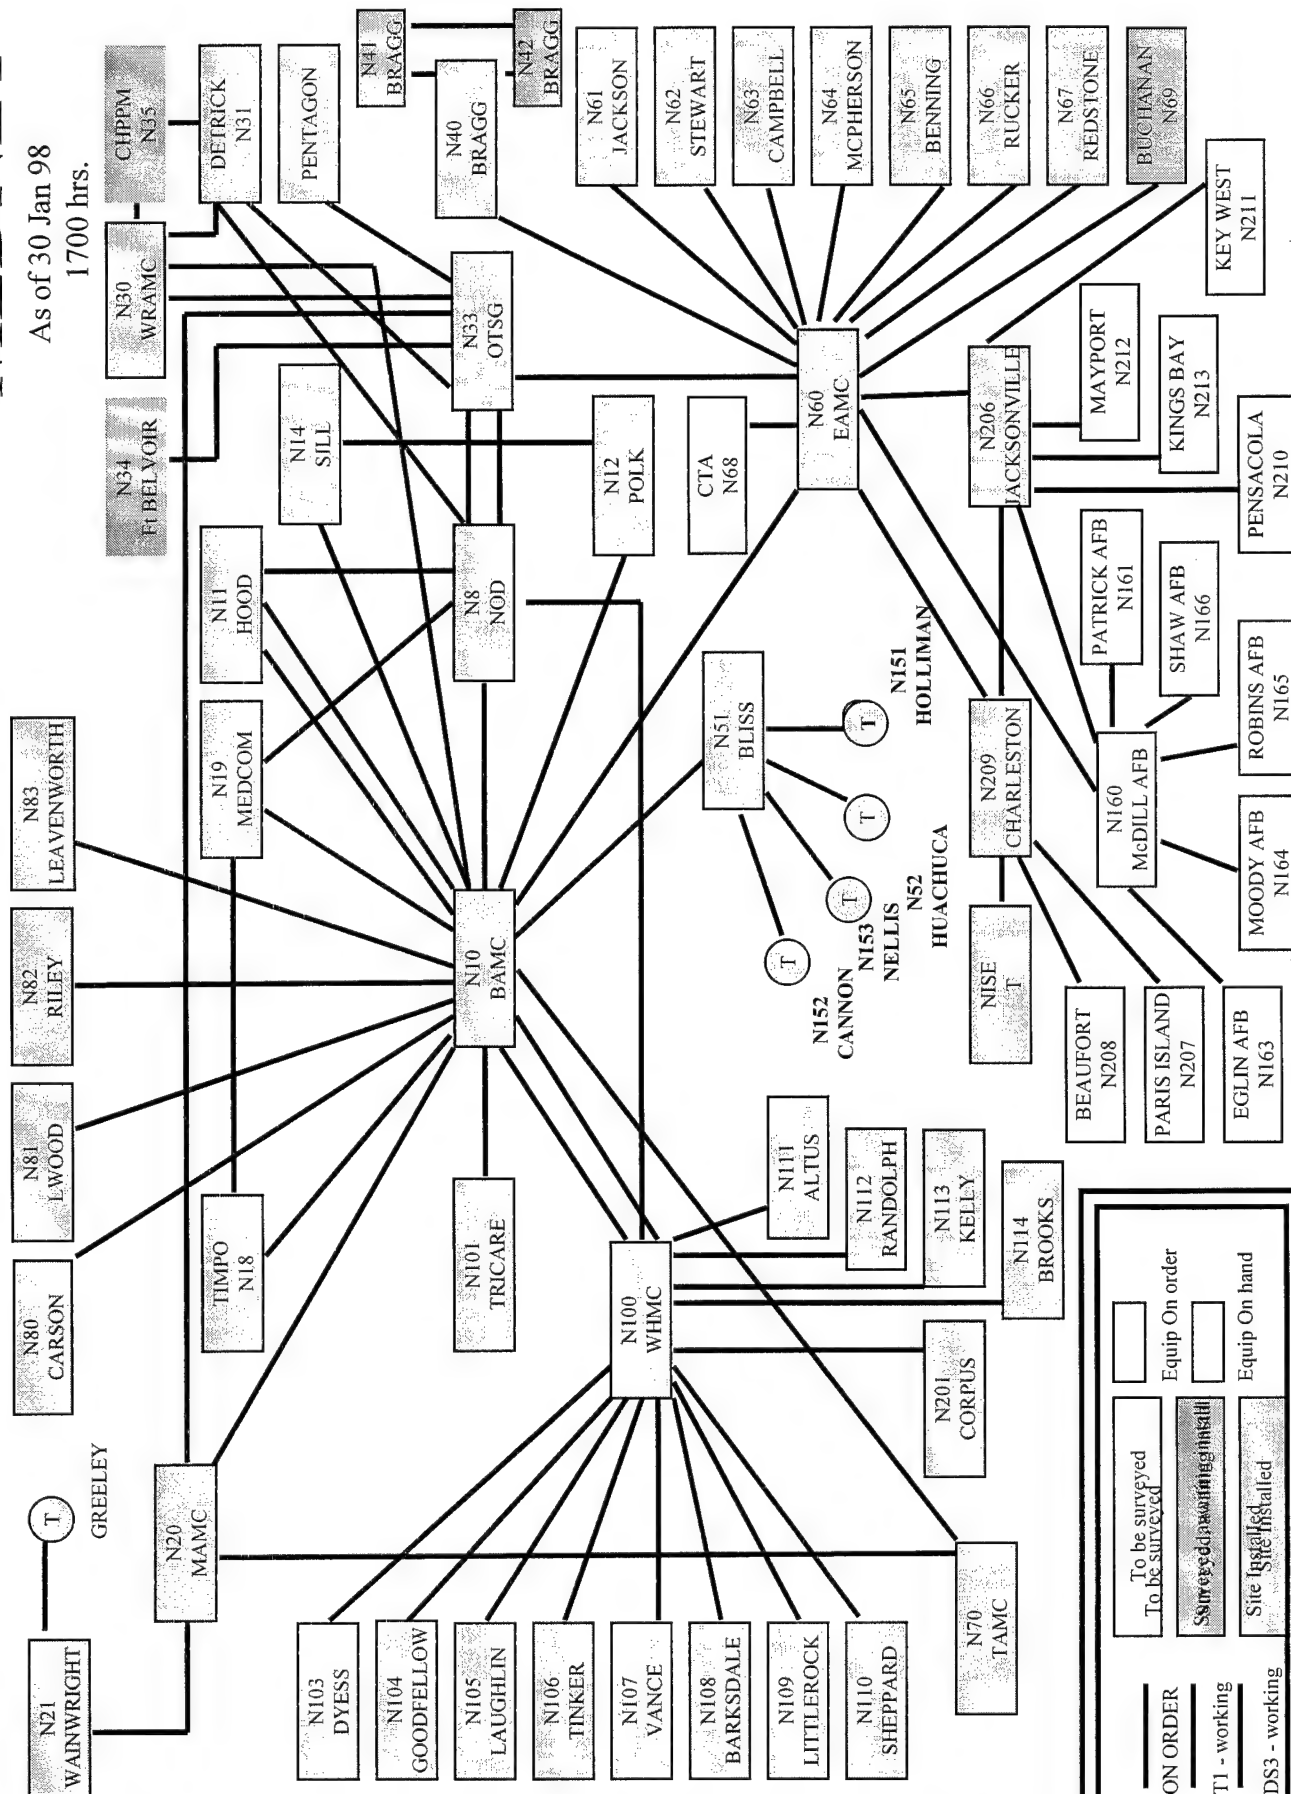 As of 30 Jan 98
1700 hrs.
N21
WAINWRIGHT
T
GREELEY
N20
MAMC
N80
CARSON
N81
LWOOD
N82
RILEY
N83
LEAVENWORTH
TIMPO
N18
N19
MEDCOM
N11
HOOD
N34
Ft BELVOIR
N30
WRAMC
CHPPM
N35
DETRICK
N31
PENTAGON
N14
SILL
N33
OTSG
N41
BRAGG
N42
BRAGG
N40
BRAGG
N101
TRICARE
N10
BAMC
N8
NOD
N12
POLK
N103
DYESS
N104
GOODFELLOW
N105
LAUGHLIN
N106
TINKER
N107
VANCE
N108
BARKSDALE
N109
LITTLEROCK
N110
SHEPPARD
N70
TAMC
N100
WHMC
N111
ALTUS
N112
RANDOLPH
N113
KELLY
N114
BROOKS
N201
CORPUS
N51
BLISS
T
T
T
T
N152
CANNON
N153
NELLIS
N52
HUACHUCA
N151
HOLLIMAN
CTA
N68
N60
EAMC
N61
JACKSON
N62
STEWART
N63
CAMPBELL
N64
MCPHERSON
N65
BENNING
N66
RUCKER
N67
REDSTONE
BUCHANAN
N69
KEY WEST
N211
N206
JACKSONVILLE
MAYPORT
N212
KINGS BAY
N213
PENSACOLA
N210
N209
CHARLESTON
NISE
T
BEAUFORT
N208
PARIS ISLAND
N207
EGLIN AFB
N163
N160
McDILL AFB
PATRICK AFB
N161
SHAW AFB
N166
ROBINS AFB
N165
MOODY AFB
N164
ON ORDER
T1 - working
DS3 - working
To be surveyed
To be surveyed
Site Installed
Site Installed
Equip On order
Equip On hand